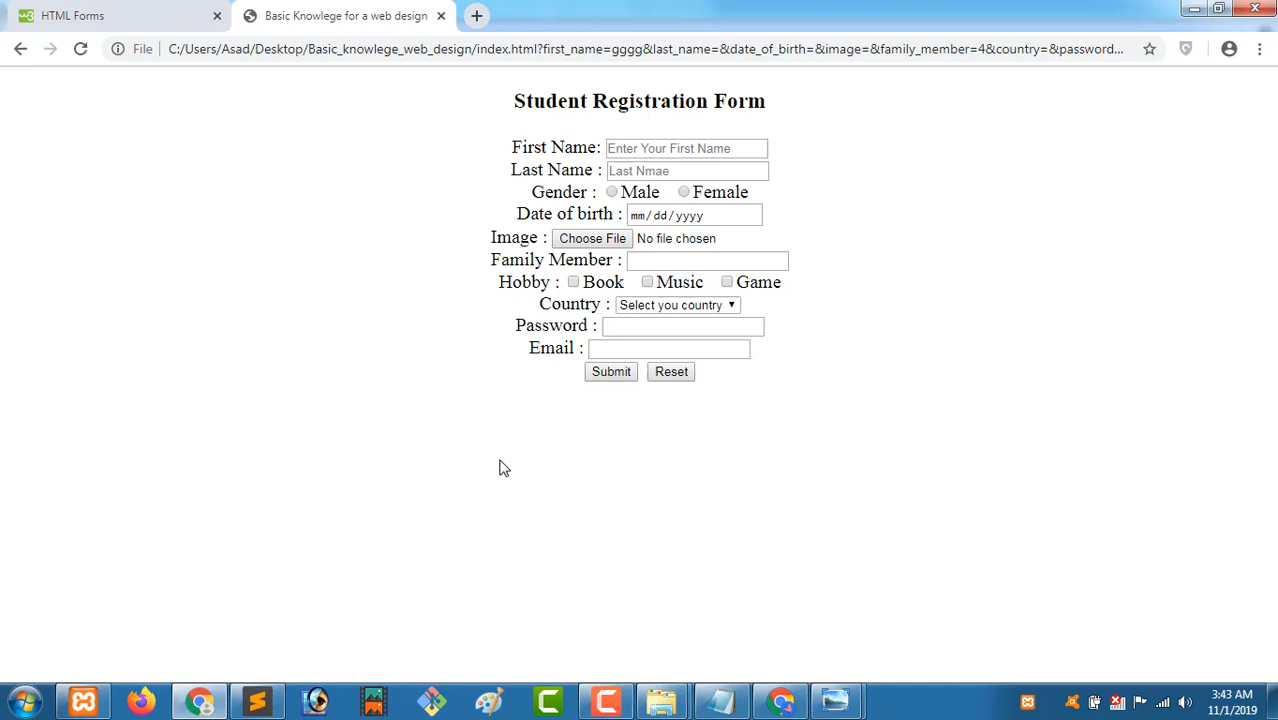 HTML Forms
Basic Knowlege for a web design
File C:/Users/Asad/Desktop/Basic_knowlege_web_design/index.html?first_name=gggg&last_name=&date_of_birth=&image=&family_member=4&country=&password...
Student Registration Form
First Name: Enter Your First Name
Last Name : Last Nmae
Gender : Male Female
Date of birth : mm/dd/yyyy
Image : Choose File No file chosen
Family Member :
Hobby : Book Music Game
Country : Select you country
Password :
Email :
Submit Reset
3:43 AM
11/1/2019